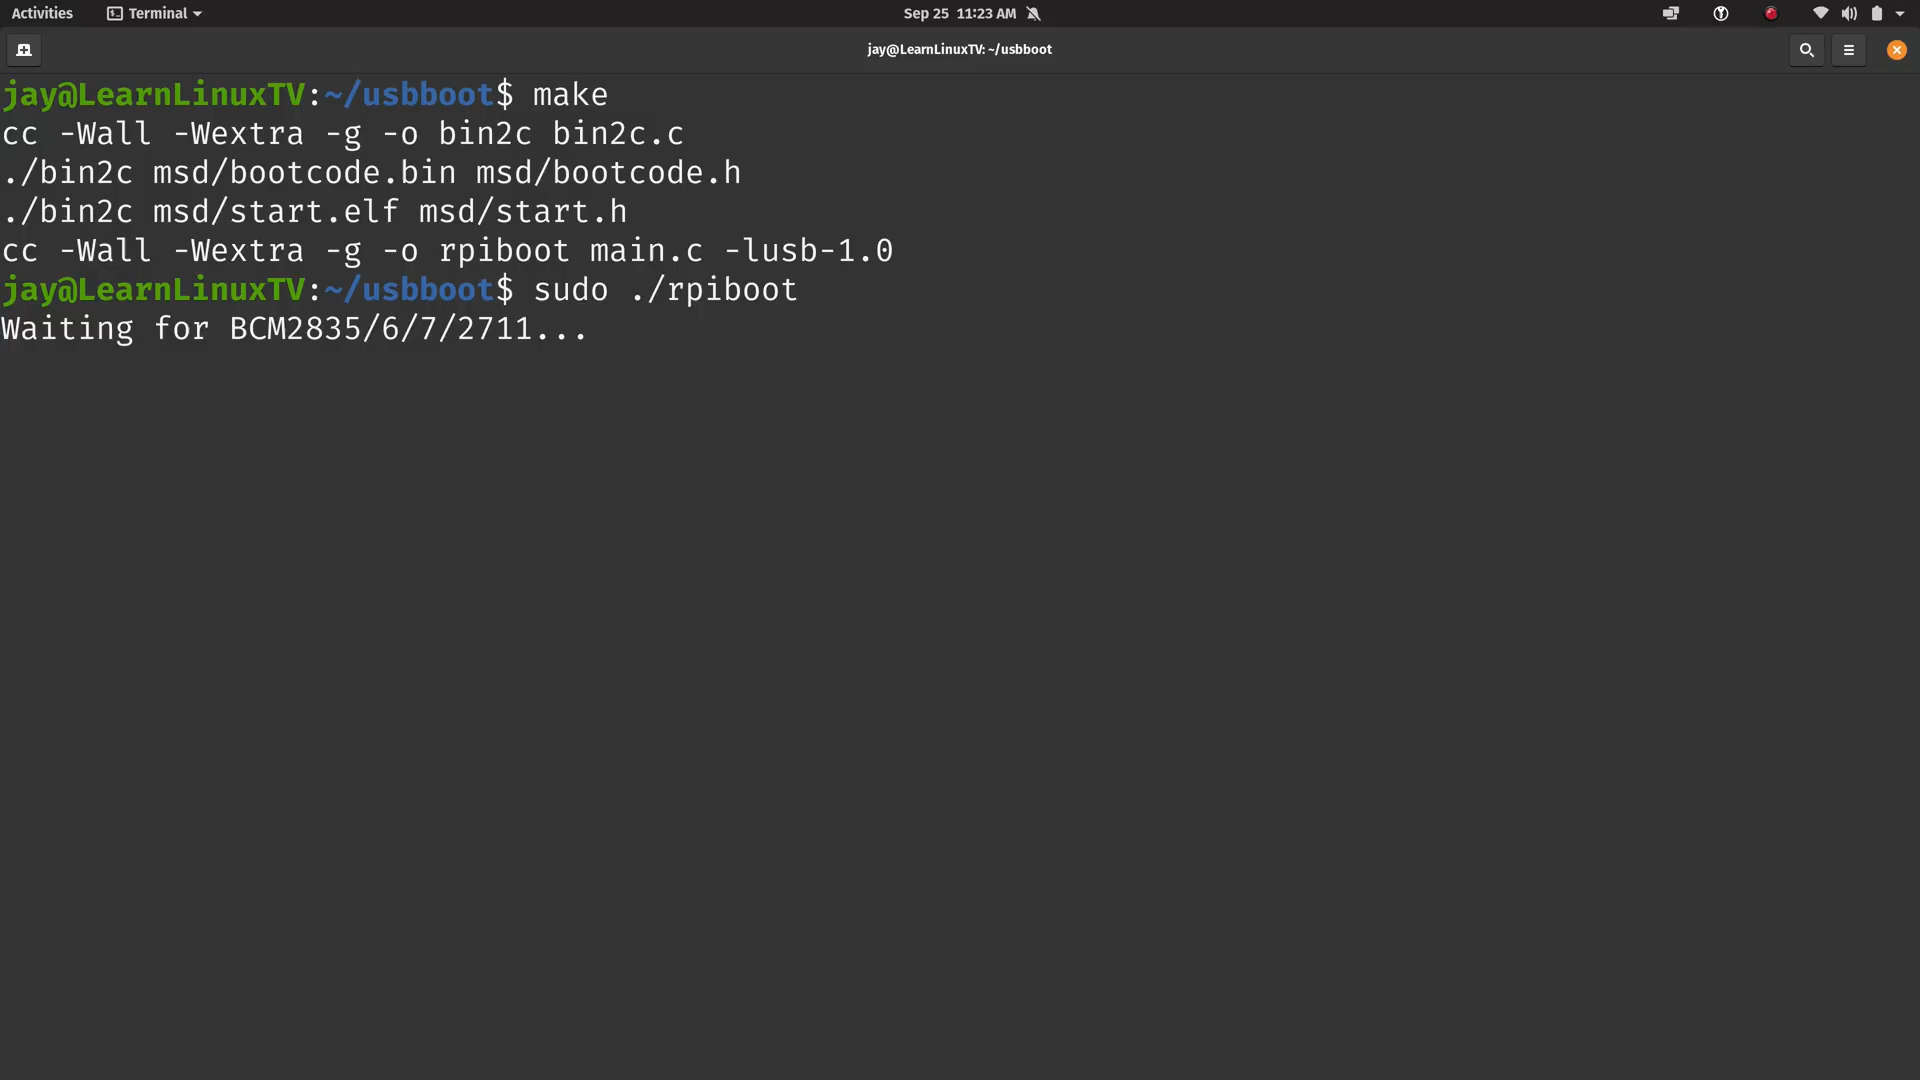 Activities Terminal Sep 25 11:23 AM
jay@LearnLinuxTV: ~/usbboot
jay@LearnLinuxTV:~/usbboot$ make
cc -Wall -Wextra -g -o bin2c bin2c.c
./bin2c msd/bootcode.bin msd/bootcode.h
./bin2c msd/start.elf msd/start.h
cc -Wall -Wextra -g -o rpiboot main.c -lusb-1.0
jay@LearnLinuxTV:~/usbboot$ sudo ./rpiboot
Waiting for BCM2835/6/7/2711...